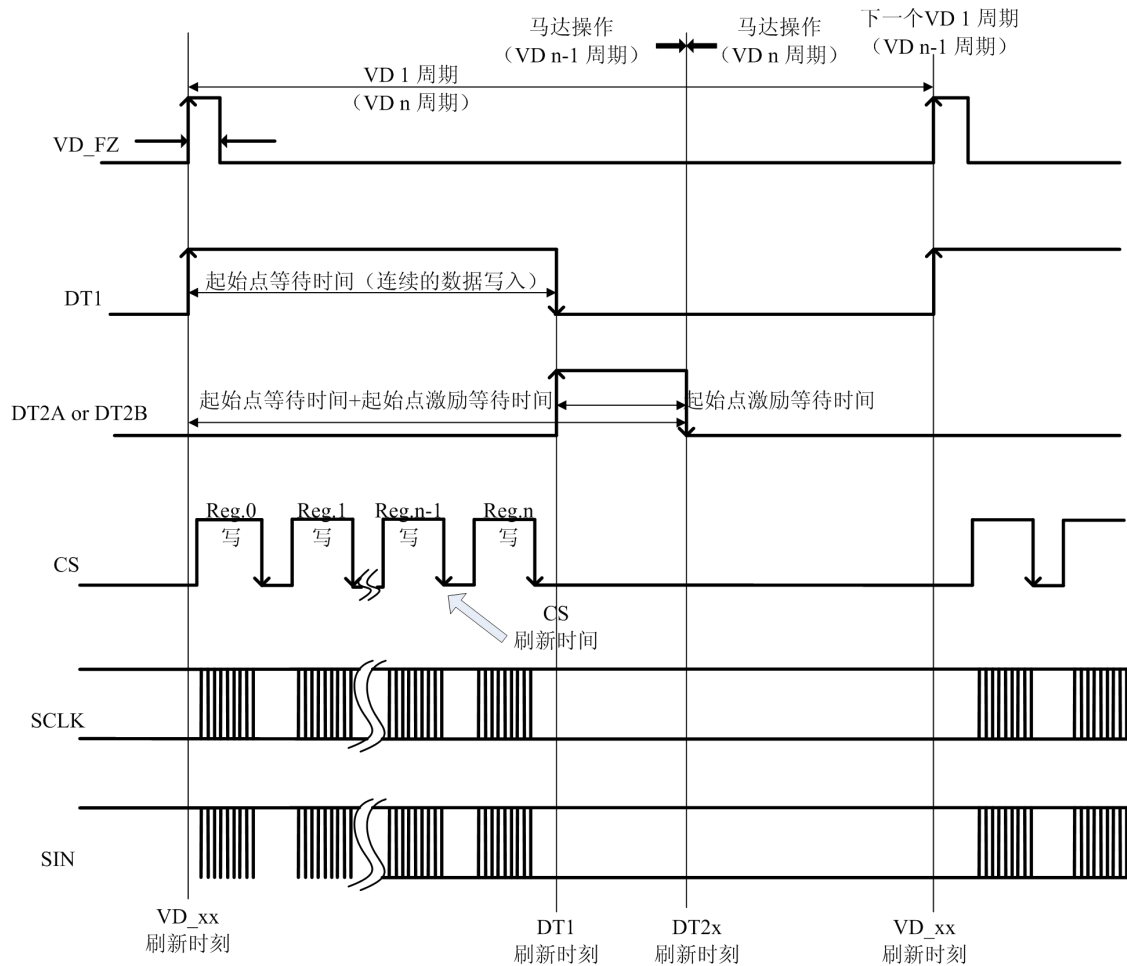 马达操作
（VD n-1 周期）
马达操作
（VD n 周期）
下一个VD 1 周期
（VD n-1 周期）
VD 1 周期
（VD n 周期）
VD_FZ
起始点等待时间（连续的数据写入）
DT1
起始点等待时间+起始点激励等待时间
起始点激励等待时间
DT2A or DT2B
Reg.0
写
Reg.1
写
Reg.n-1
写
Reg.n
写
CS
CS
刷新时间
SCLK
SIN
VD_xx
刷新时刻
DT1
刷新时刻
DT2x
刷新时刻
VD_xx
刷新时刻